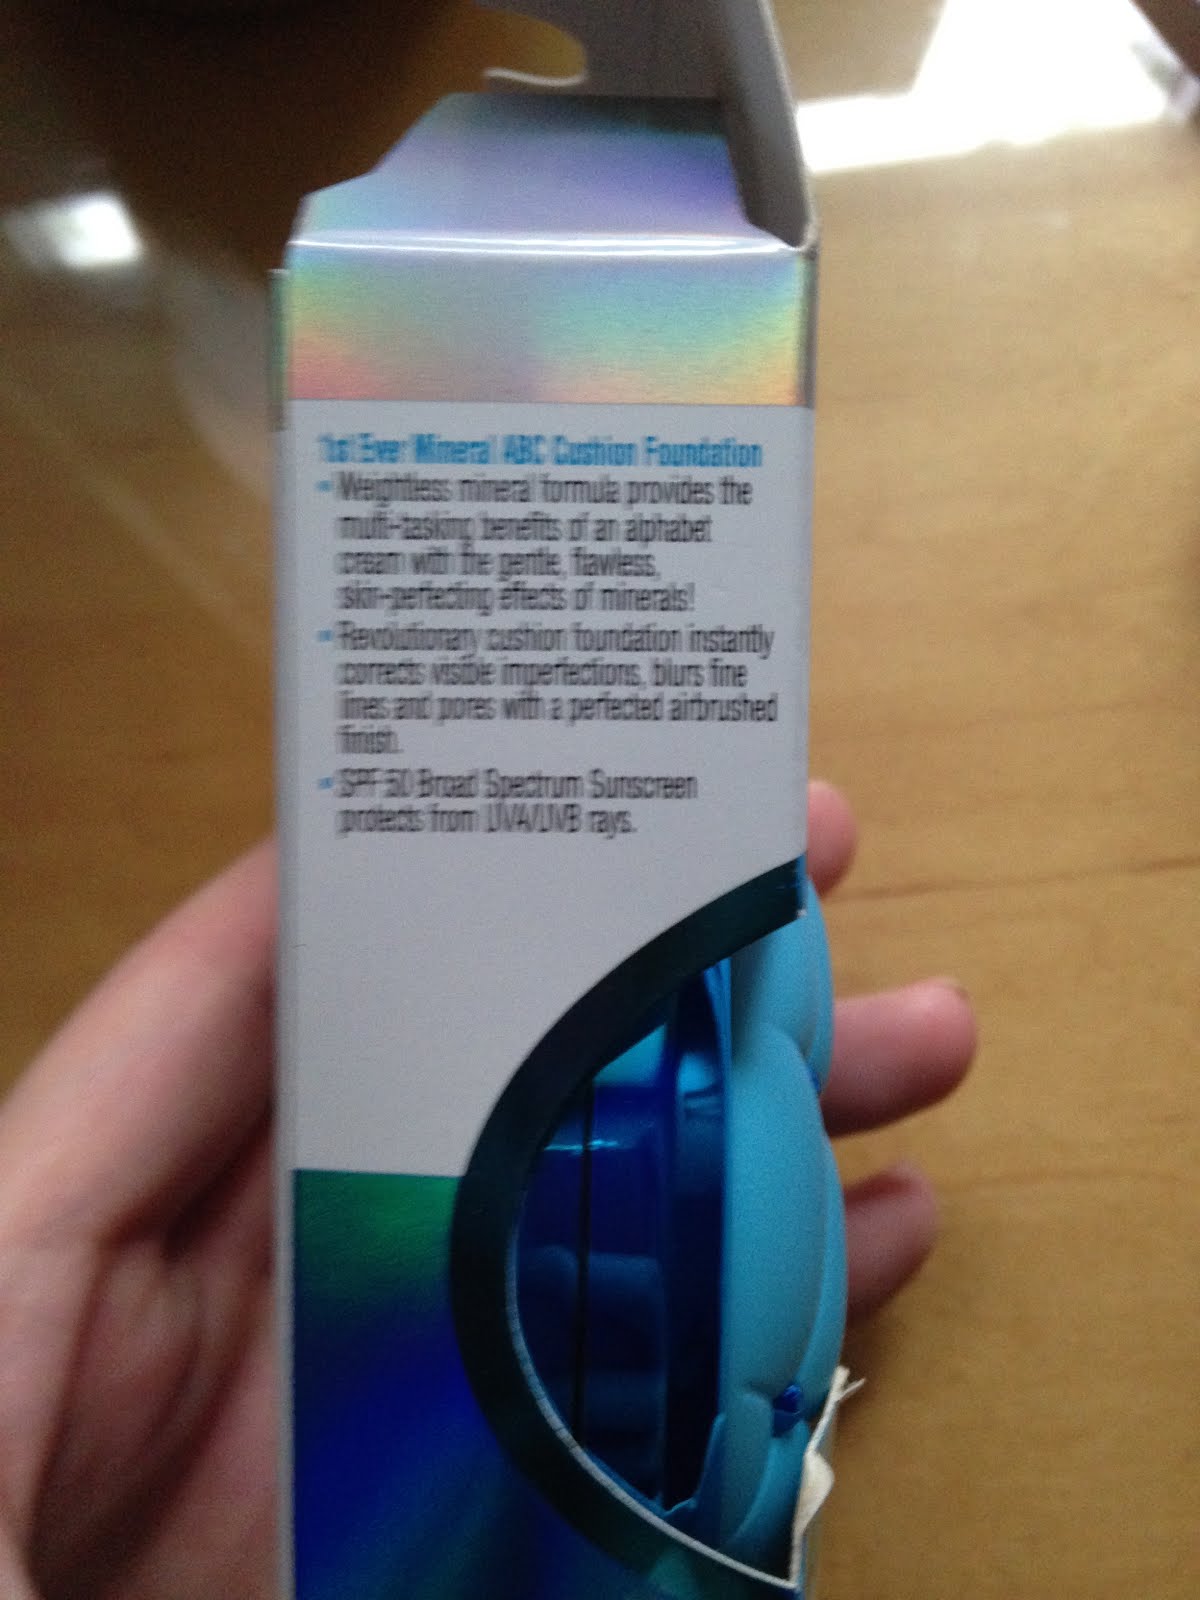 1st Ever Mineral ABC Cushion Foundation
• Weightless mineral formula provides the
multi-tasking benefits of an alphabet
cream with the gentle, flawless,
skin-perfecting effects of minerals!
• Revolutionary cushion foundation instantly
corrects visible imperfections, blurs fine
lines and pores with a perfected airbrushed
finish.
• SPF 50 Broad Spectrum Sunscreen
protects from UVA/UVB rays.